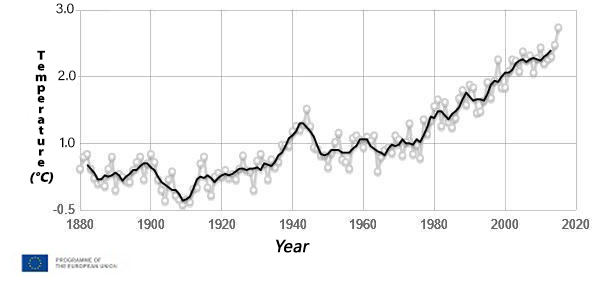 3.0
2.0
1.0
-0.5
Temperature
(°C)
1880 1900 1920 1940 1960 1980 2000 2020
Year
PROGRAMME OF
THE EUROPEAN UNION